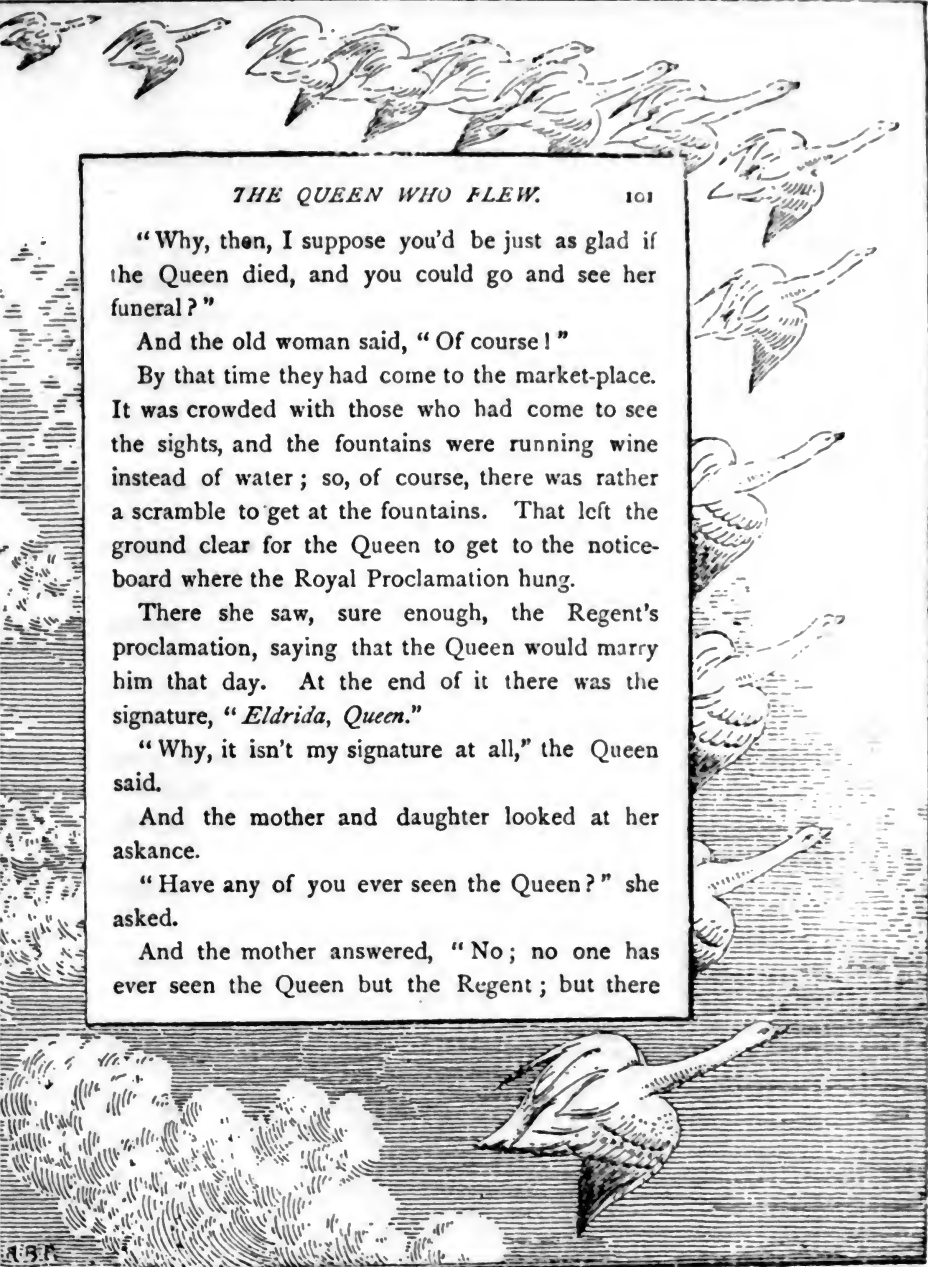 THE QUEEN WHO FLEW. 101
"Why, then, I suppose you'd be just as glad if
the Queen died, and you could go and see her
funeral?"
And the old woman said, "Of course!"
By that time they had come to the market-place.
It was crowded with those who had come to see
the sights, and the fountains were running wine
instead of water; so, of course, there was rather
a scramble to get at the fountains. That left the
ground clear for the Queen to get to the notice-
board where the Royal Proclamation hung.
There she saw, sure enough, the Regent's
proclamation, saying that the Queen would marry
him that day. At the end of it there was the
signature, "Eldrida, Queen."
"Why, it isn't my signature at all," the Queen
said.
And the mother and daughter looked at her
askance.
"Have any of you ever seen the Queen?" she
asked.
And the mother answered, "No; no one has
ever seen the Queen but the Regent; but there